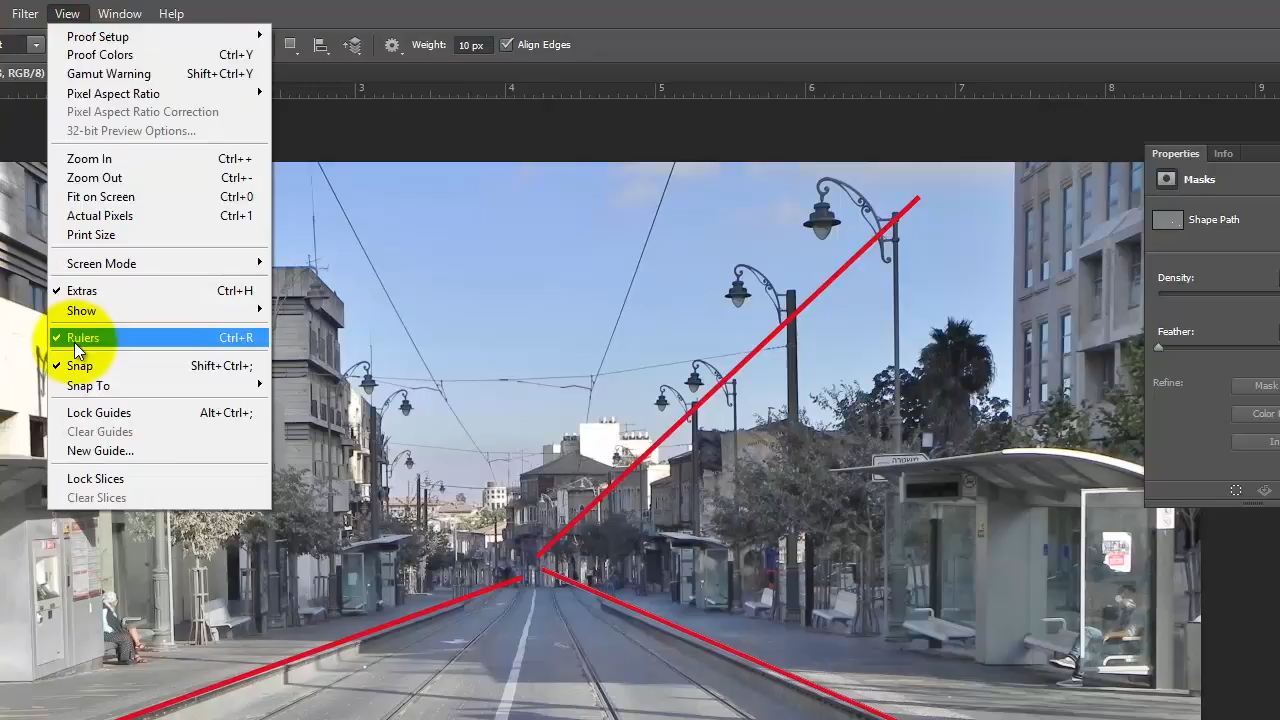 Filter View Window Help
Weight: 10 px Align Edges
, RGB/8)
3 4 5 6 7 8 9
Proof Setup
Proof Colors Ctrl+Y
Gamut Warning Shift+Ctrl+Y
Pixel Aspect Ratio
Pixel Aspect Ratio Correction
32-bit Preview Options...
Zoom In Ctrl++
Zoom Out Ctrl+-
Fit on Screen Ctrl+0
Actual Pixels Ctrl+1
Print Size
Screen Mode
Extras Ctrl+H
Show
Rulers Ctrl+R
Snap Shift+Ctrl+;
Snap To
Lock Guides Alt+Ctrl+;
Clear Guides
New Guide...
Lock Slices
Clear Slices
Properties Info
Masks
Shape Path
Density:
Feather:
Refine: Mask
Color
משטרה